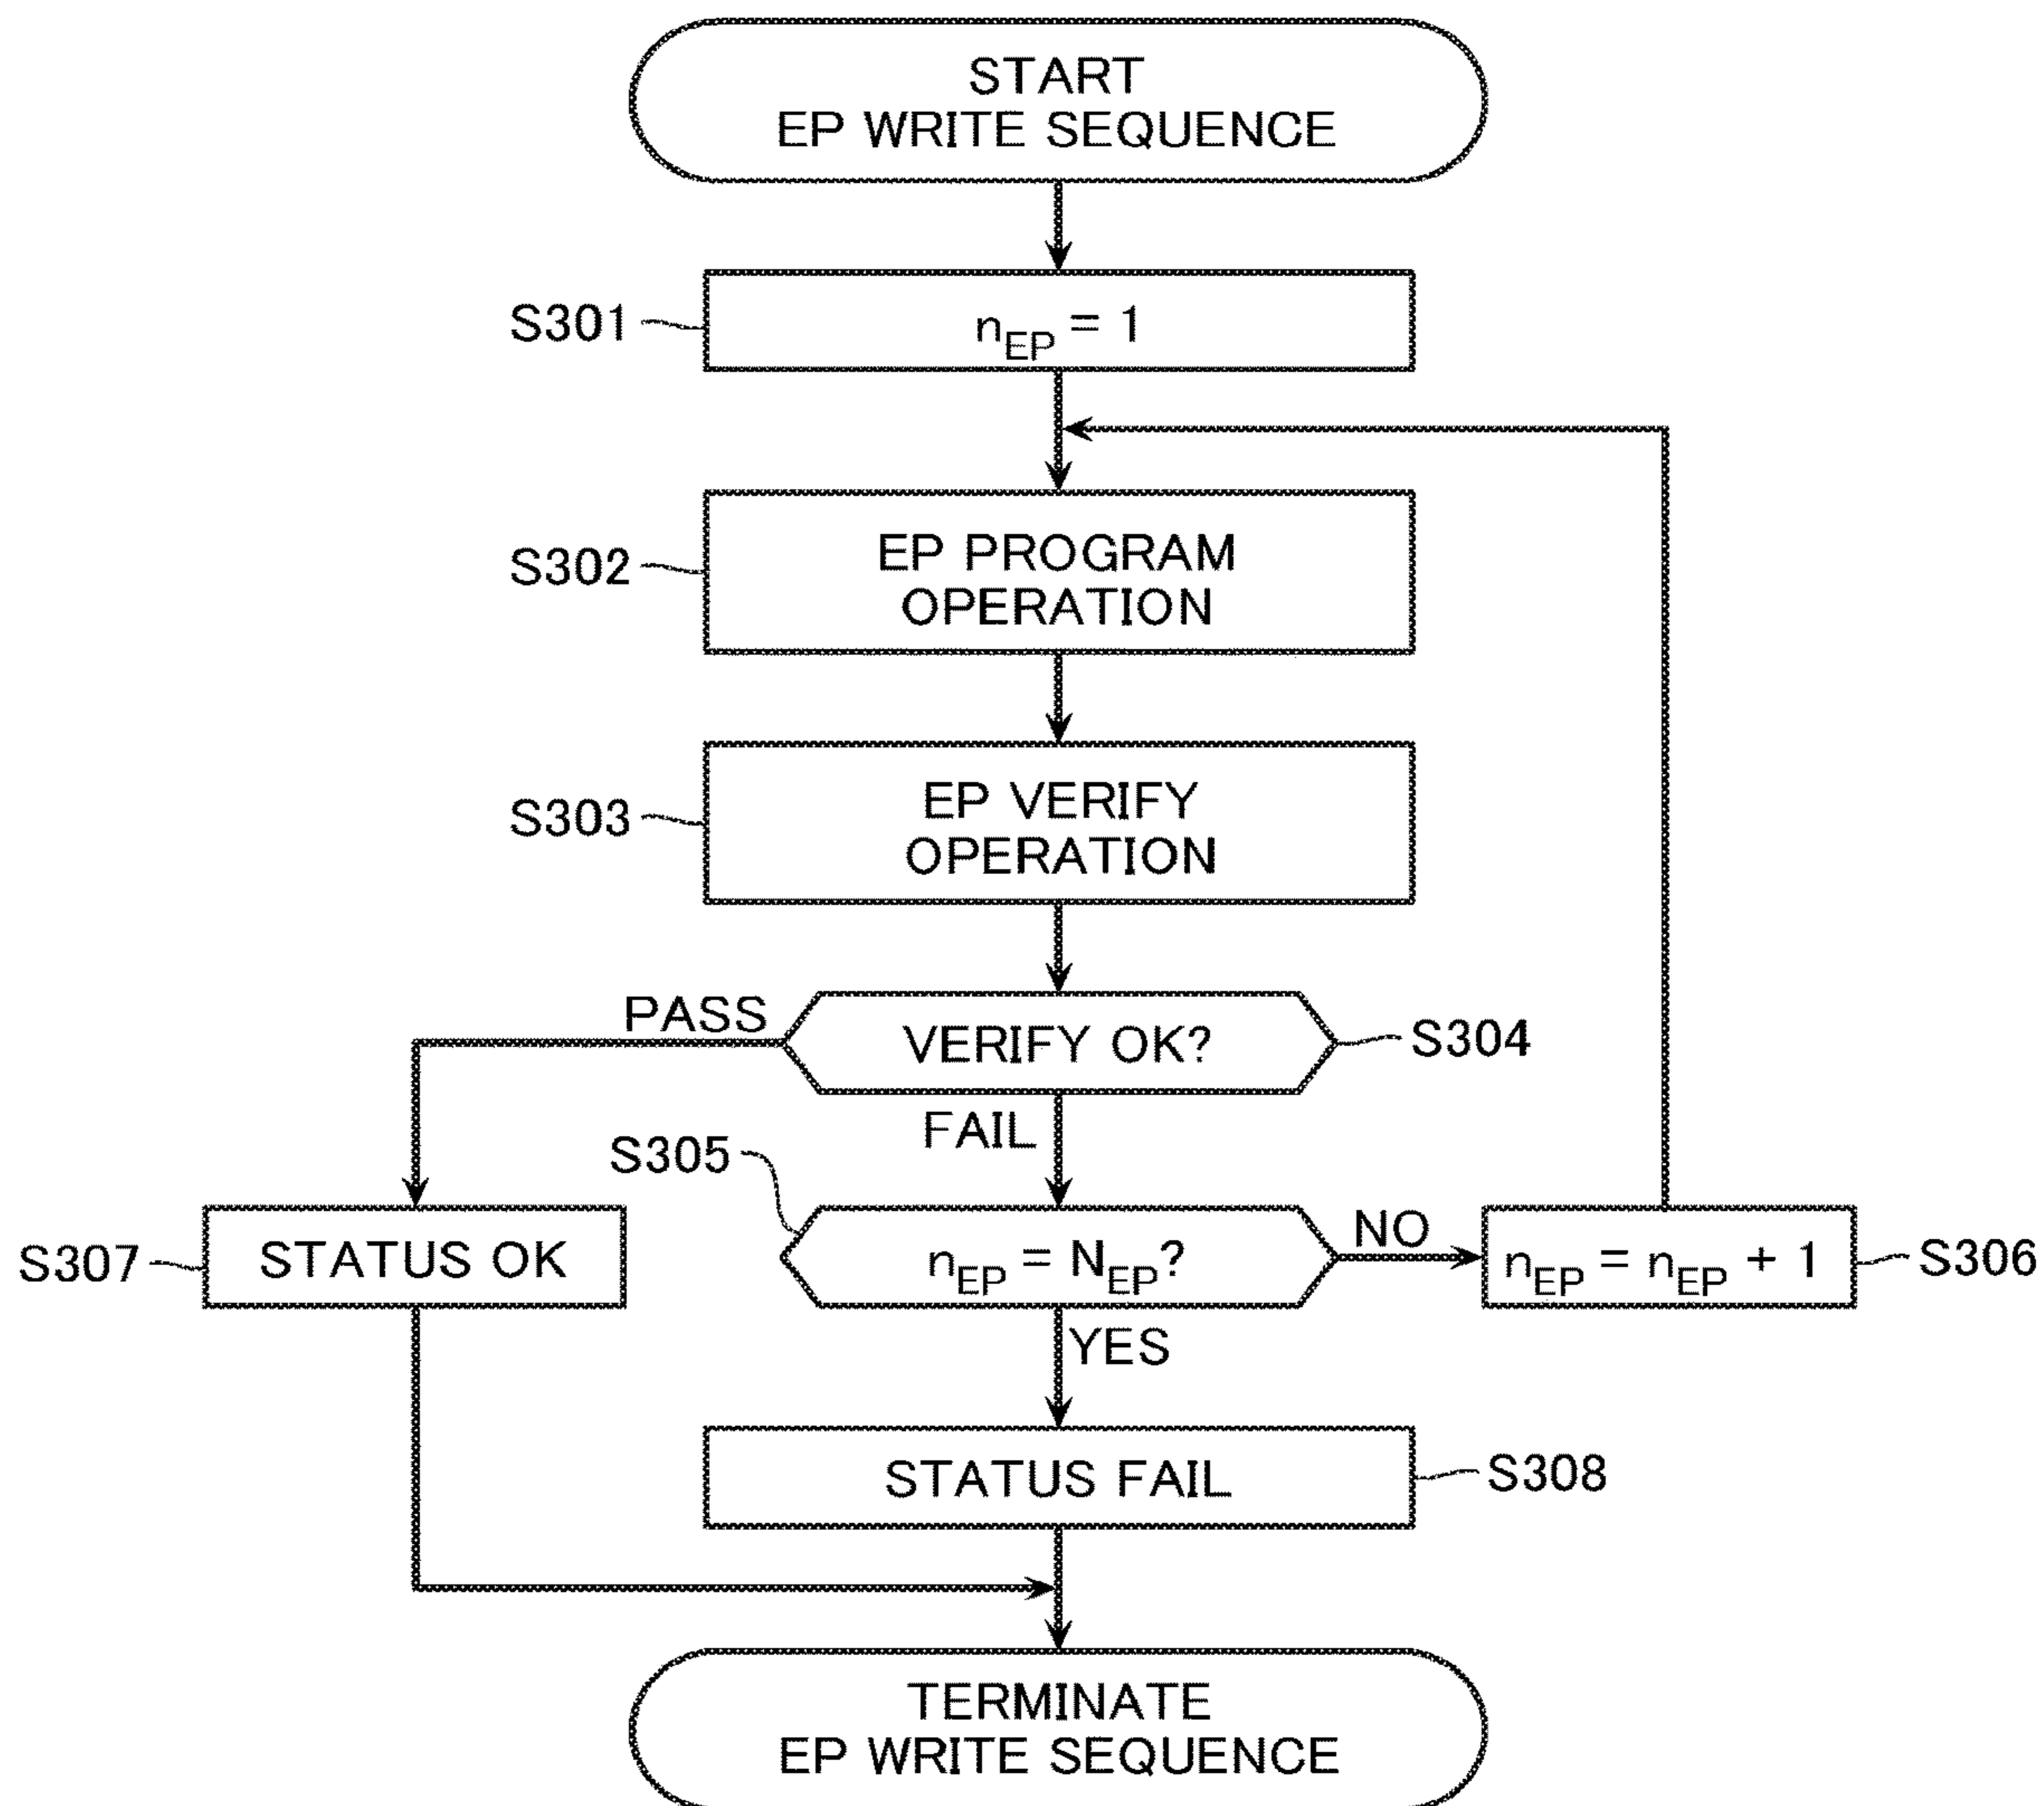 START
EP WRITE SEQUENCE
S301
nEP = 1
S302
EP PROGRAM
OPERATION
S303
EP VERIFY
OPERATION
PASS
VERIFY OK?
S304
FAIL
S305
S307
STATUS OK
nEP = NEP?
NO
nEP = nEP + 1
S306
YES
STATUS FAIL
S308
TERMINATE
EP WRITE SEQUENCE